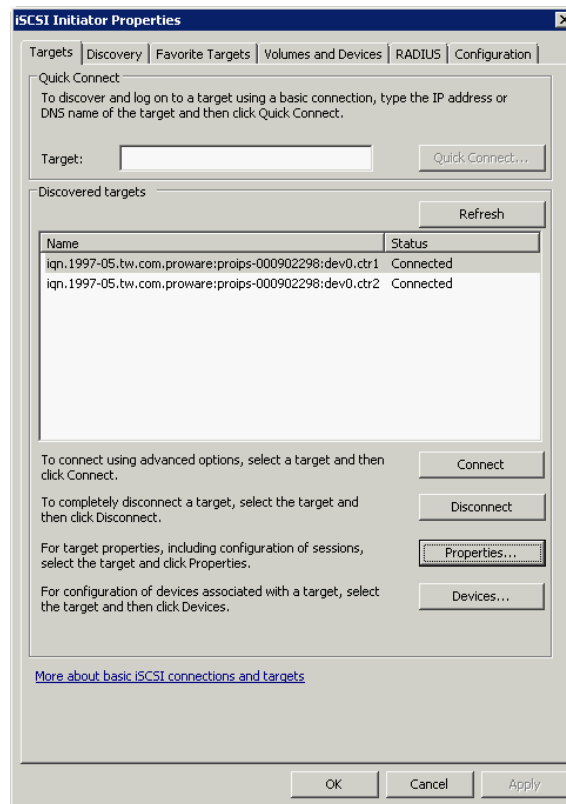 iSCSI Initiator Properties
Targets
Discovery
Favorite Targets
Volumes and Devices
RADIUS
Configuration
Quick Connect
To discover and log on to a target using a basic connection, type the IP address or
DNS name of the target and then click Quick Connect.
Target:
Quick Connect...
Discovered targets
Refresh
Name
Status
iqn.1997-05.tw.com.proware:proips-000902298:dev0.ctr1 Connected
iqn.1997-05.tw.com.proware:proips-000902298:dev0.ctr2 Connected
To connect using advanced options, select a target and then
click Connect.
Connect
To completely disconnect a target, select the target and
then click Disconnect.
Disconnect
For target properties, including configuration of sessions,
select the target and click Properties.
Properties...
For configuration of devices associated with a target, select
the target and then click Devices.
Devices...
More about basic iSCSI connections and targets
OK
Cancel
Apply